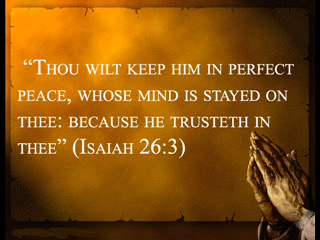 “Thou wilt keep him in perfect
peace, whose mind is stayed on
thee: because he trusteth in
thee” (Isaiah 26:3)